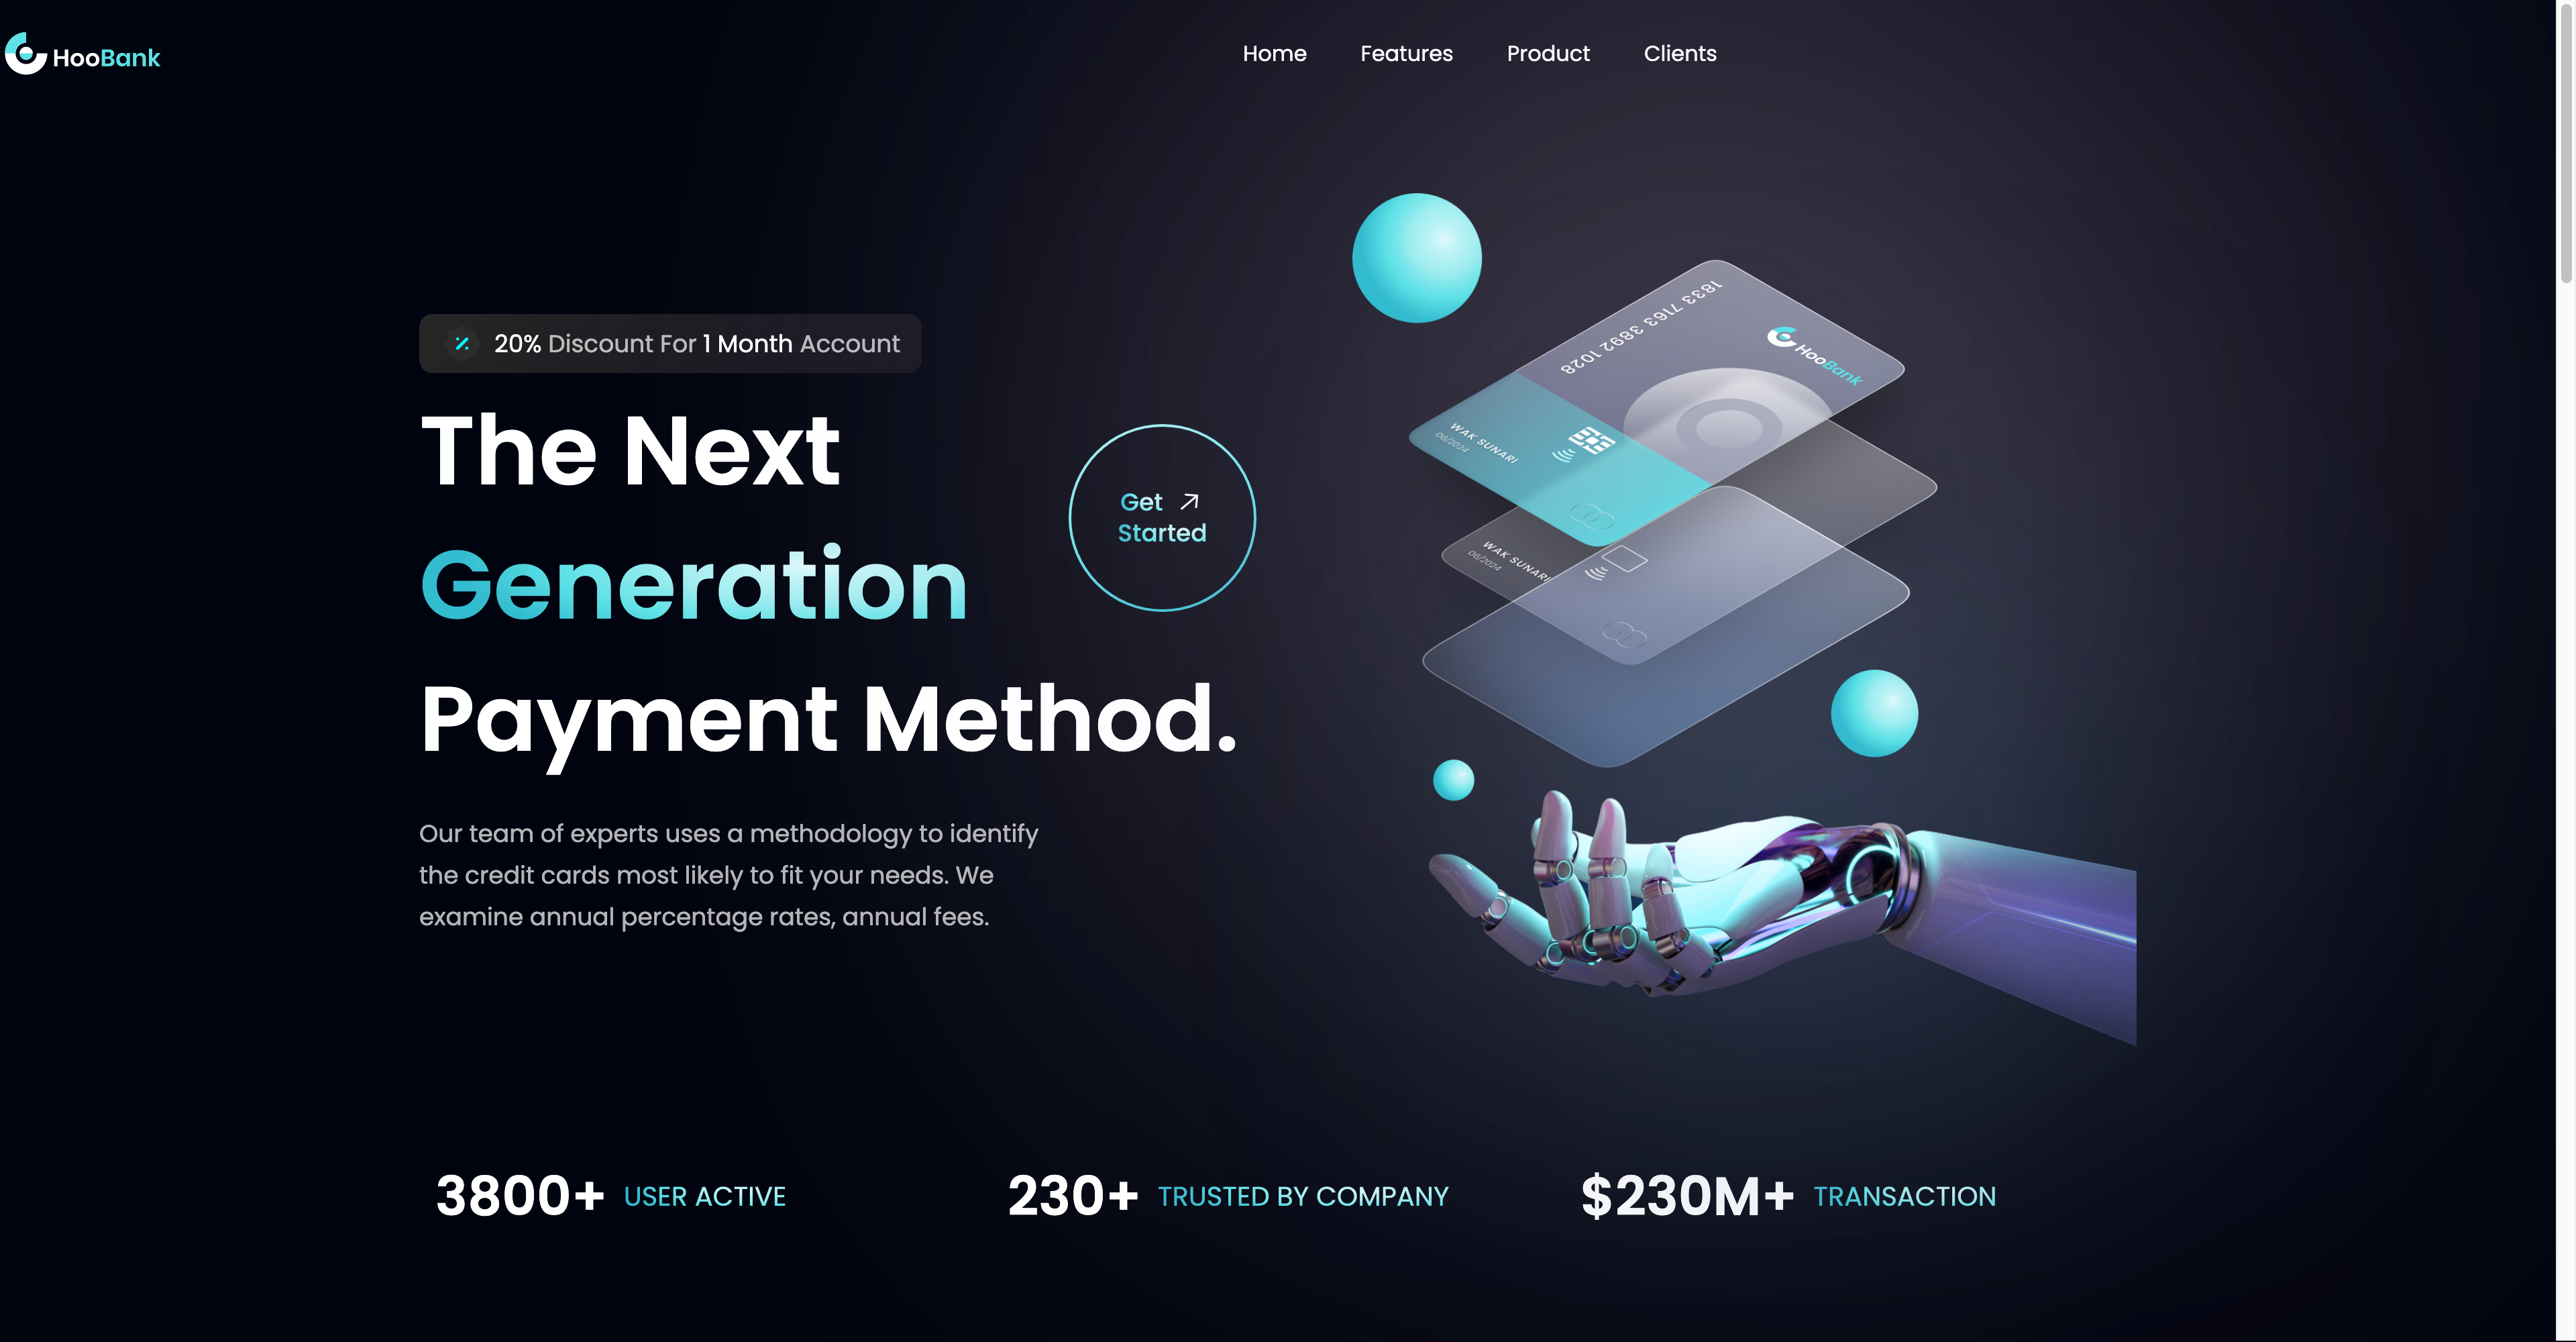 HooBank
Home Features Product Clients
20% Discount For 1 Month Account
The Next
Generation
Payment Method.
Get
Started
Our team of experts uses a methodology to identify
the credit cards most likely to fit your needs. We
examine annual percentage rates, annual fees.
1833 7163 3892 1028
HooBank
WAK SUNARI
06/2024
WAK SUNARI
06/2024
3800+ USER ACTIVE
230+ TRUSTED BY COMPANY
$230M+ TRANSACTION